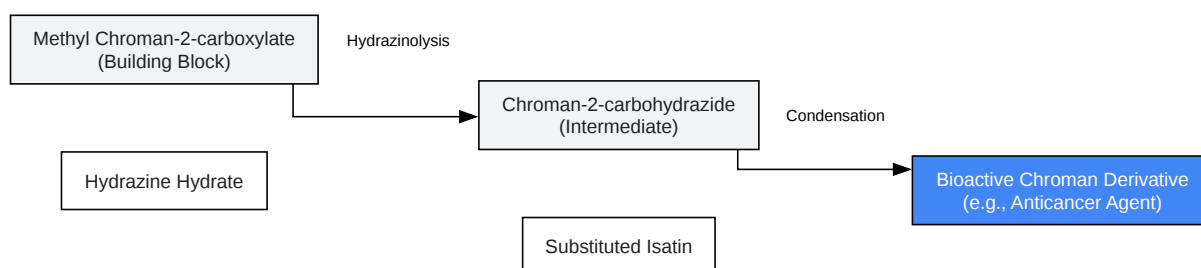 Methyl Chroman-2-carboxylate
(Building Block)
Hydrazinolysis
Chroman-2-carbohydrazide
(Intermediate)
Condensation
Hydrazine Hydrate
Bioactive Chroman Derivative
(e.g., Anticancer Agent)
Substituted Isatin